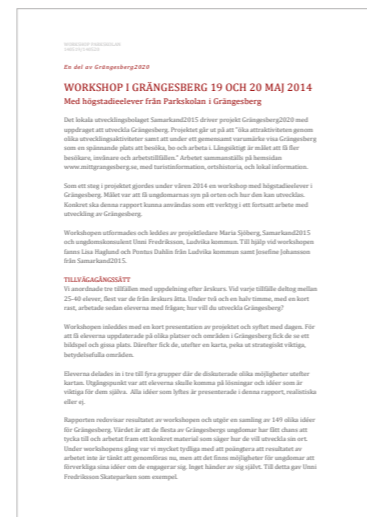 WORKSHOP PARKSKOLAN
En del av Grängesberg2020
WORKSHOP I GRÄNGESBERG 19 OCH 20 MAJ 2014
Med högstadieelever från Parkskolan i Grängesberg
Det lokala utvecklingsbolaget Samarkand2015 driver projekt Grängesberg2020 med
uppdraget att utveckla Grängesberg. Projektet går ut på att "öka attraktiviteten genom
olika utvecklingsaktiviteter samt att under ett gemensamt varumärke visa Grängesberg
som en spännande plats att besöka, bo och arbeta i. Långsiktigt är målet att få fler
besökare, invånare och arbetstillfällen." Arbetet sammanställs på hemsidan
www.mittgrangesberg.se, med turistinformation, ortshistoria, och lokal information.
Som ett steg i projektet gjordes under våren 2014 en workshop med högstadieelever i
Grängesberg. Målet var att få ungdomarnas syn på orten och hur den kan utvecklas.
Konkret ska denna rapport kunna användas som ett verktyg i att fortsatt arbete med
utveckling av Grängesberg.
Workshopen utformades och leddes av projektledare Maria Sjöberg, Samarkand2015
och ungdomskonsulent Unni Fredriksson, Ludvika kommun. Till hjälp vid workshopen
fanns Lisa Haglund och Pontus Dahlin från Ludvika kommun samt Josefine Johansson
från Samarkand2015.
TILLVÄGAGÅNGSSÄTT
Vi anordnade tre tillfällen med uppdelning efter årskurs. Vid varje tillfälle deltog mellan
25-40 elever, flest var de från årskurs åtta. Under två och en halv timme, med en kort
rast, arbetade sedan eleverna med frågan; hur vill du utveckla Grängesberg?
Workshopen inleddes med en kort presentation av projektet och syftet med dagen. För
att få eleverna uppdaterade på olika platser och områden i Grängesberg fick de se ett
bildspel och gissa plats. Därefter fick de, utefter en karta, peka ut strategiskt viktiga,
betydelsefulla områden.
Eleverna delades in i tre till fyra grupper där de diskuterade olika möjligheter utefter
kartan. Utgångspunkt var att eleverna skulle komma på lösningar och idéer som är
viktiga för dem själva. Alla idéer som lyftes är presenterade i denna rapport, realistiska
eller ej.
Rapporten redovisar resultatet av workshopen och utgör en samling av 149 olika idéer
för Grängesberg. Värdet är att de flesta av Grängesbergs ungdomar har fått chans att
tycka till och arbetat fram ett konkret material som säger hur de vill utveckla sin ort.
Under workshopens gång var vi mycket tydliga med att poängtera att resultatet av
arbetet inte är tänkt att genomföras nu, men att det finns möjligheter för ungdomar att
förverkliga sina idéer om de engagerar sig. Inget händer av sig självt. Till detta gav Unni
Fredriksson Skateparken som exempel.